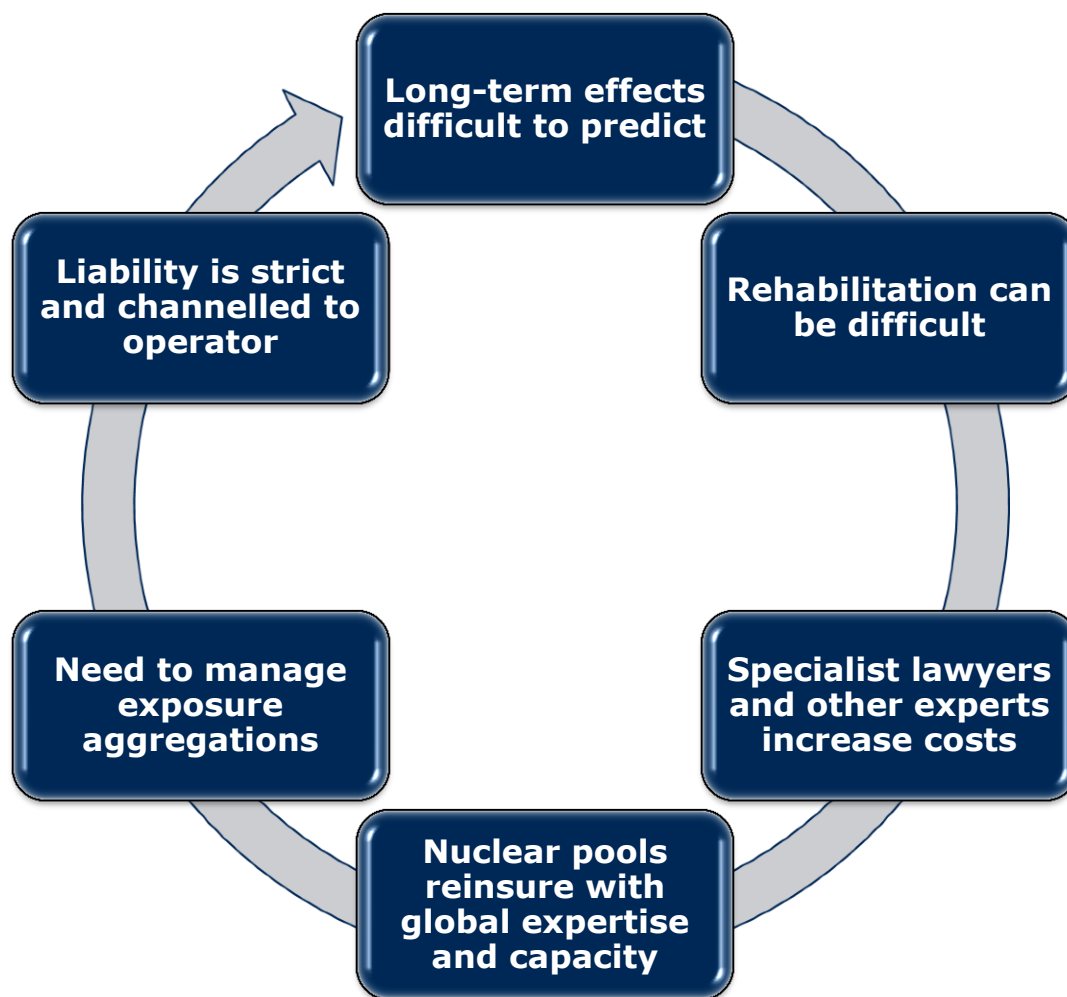 Long-term effects
difficult to predict
Rehabilitation can
be difficult
Specialist lawyers
and other experts
increase costs
Nuclear pools
reinsure with
global expertise
and capacity
Need to manage
exposure
aggregations
Liability is strict
and channelled to
operator